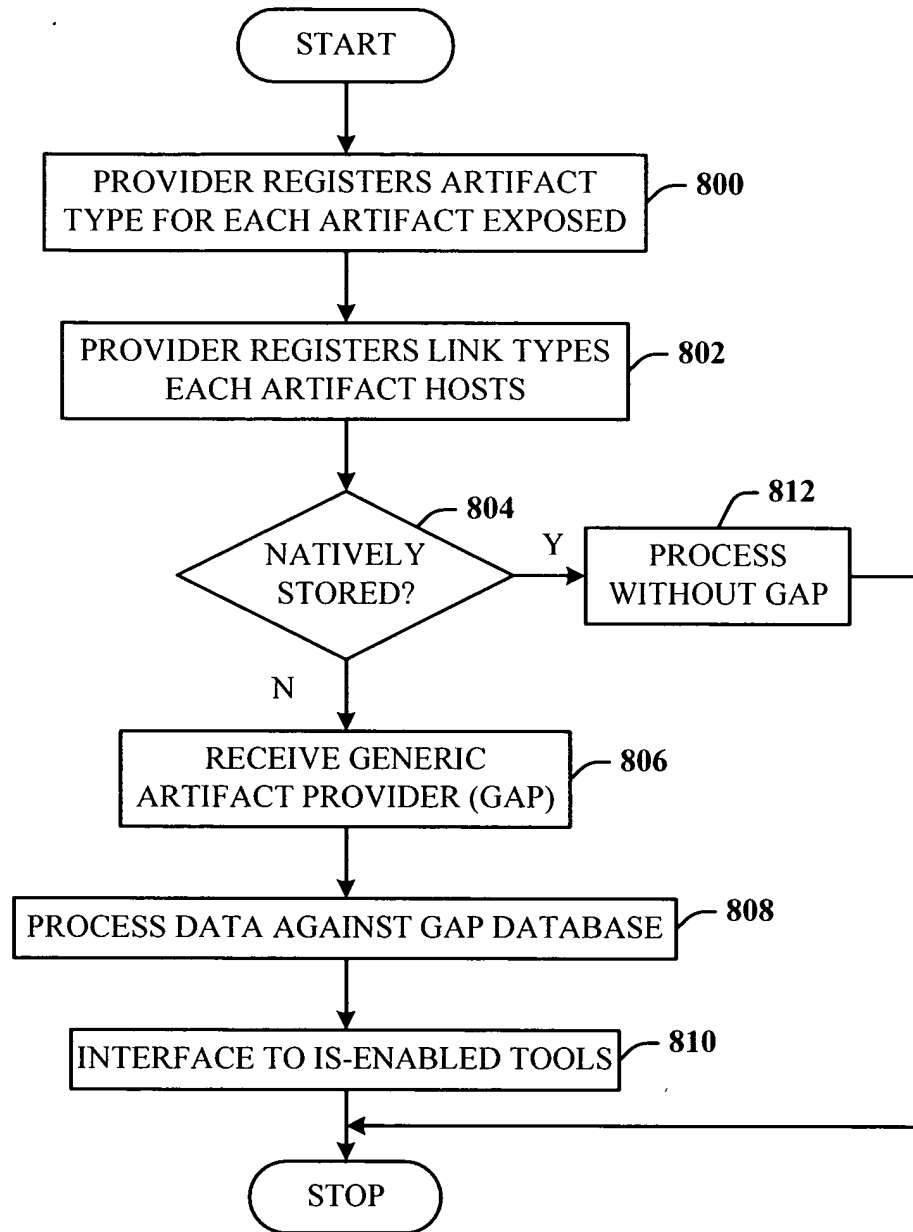 START
PROVIDER REGISTERS ARTIFACT
TYPE FOR EACH ARTIFACT EXPOSED
800
PROVIDER REGISTERS LINK TYPES
EACH ARTIFACT HOSTS
802
NATIVELY
STORED?
804
Y
PROCESS
WITHOUT GAP
812
N
RECEIVE GENERIC
ARTIFACT PROVIDER (GAP)
806
PROCESS DATA AGAINST GAP DATABASE
808
INTERFACE TO IS-ENABLED TOOLS
810
STOP